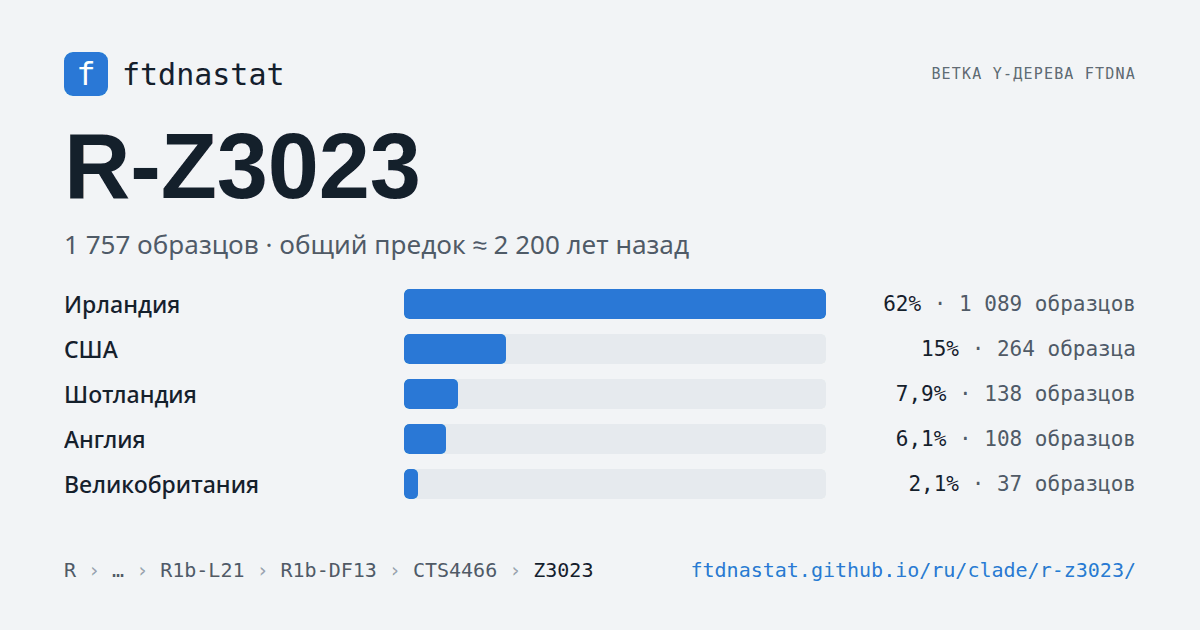 f ftdnastat
ВЕТКА Y-ДЕРЕВА FTDNA
R-Z3023
1 757 образцов · общий предок ≈ 2 200 лет назад
Ирландия 62% · 1 089 образцов
США 15% · 264 образца
Шотландия 7,9% · 138 образцов
Англия 6,1% · 108 образцов
Великобритания 2,1% · 37 образцов
R › … › R1b-L21 › R1b-DF13 › CTS4466 › Z3023
ftdnastat.github.io/ru/clade/r-z3023/